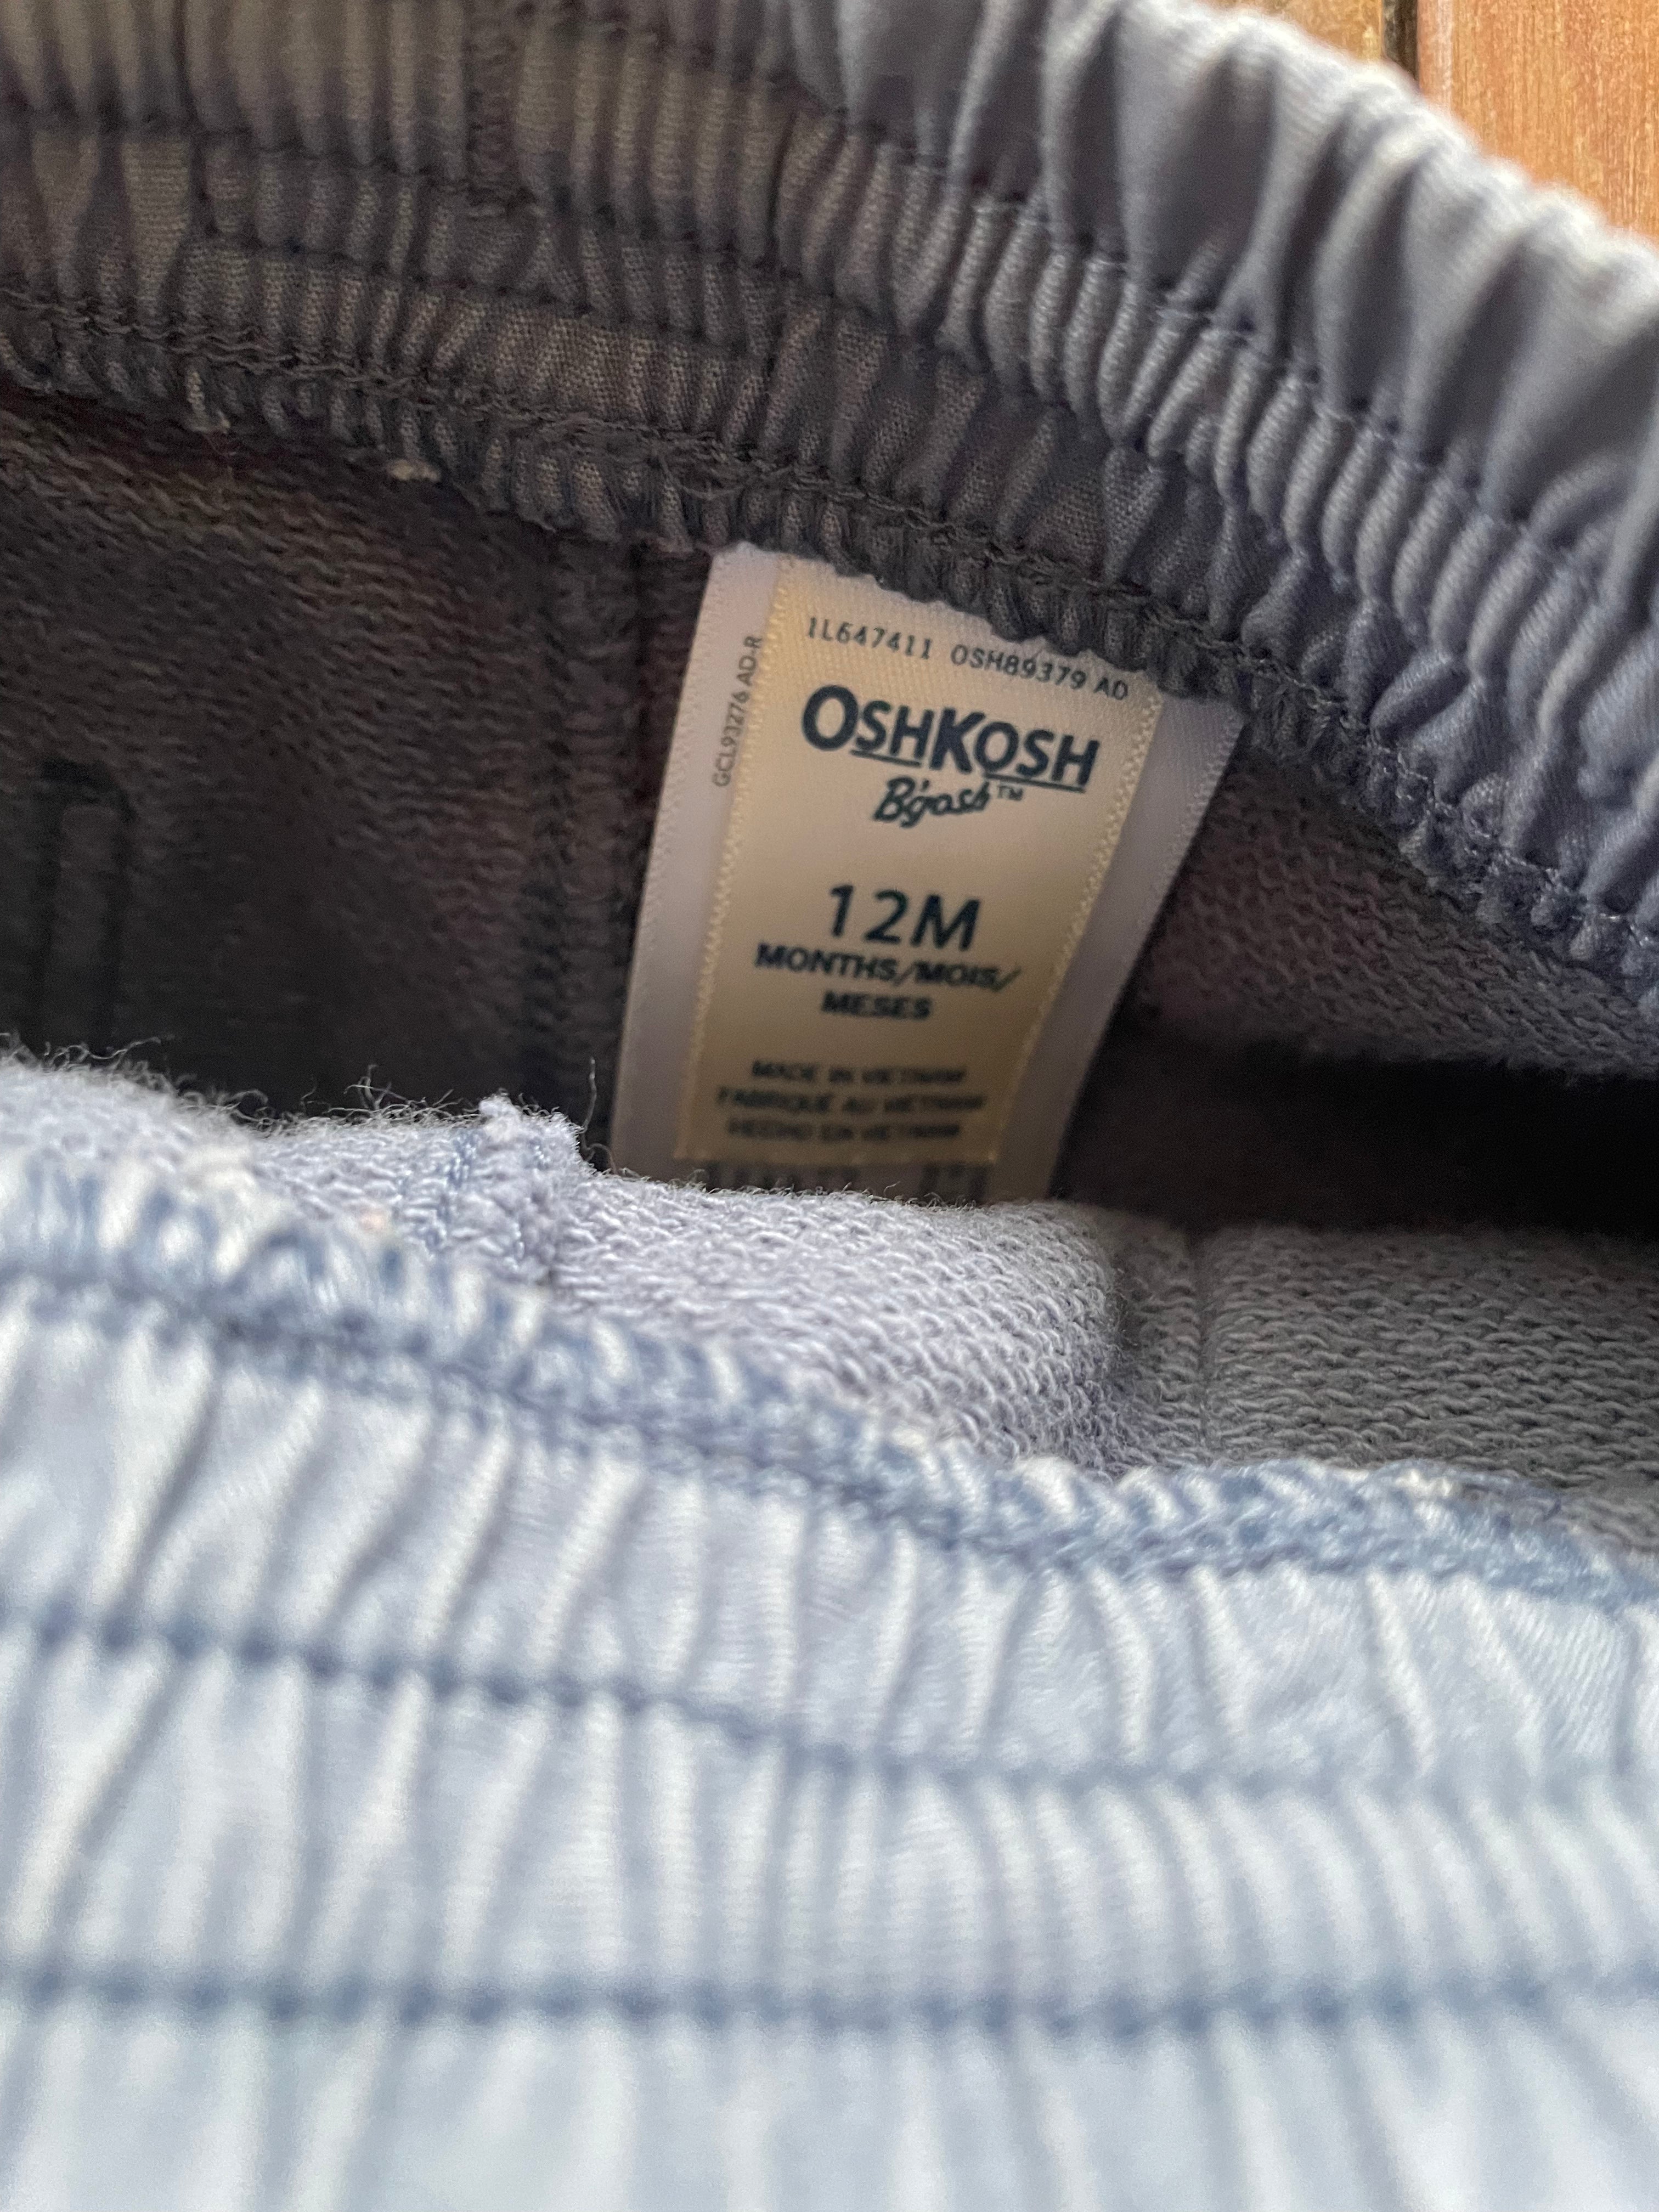 1L647411 OSH89379 AD
GCL93276 AD-R
OSHKOSH
B'gosh™
12M
MONTHS/MOIS/
MESES
MADE IN VIETNAM
FABRIQUÉ AU VIETNAM
HECHO EN VIETNAM